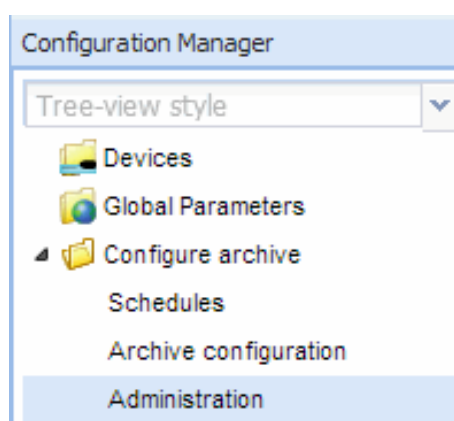 Configuration Manager
Tree-view style
Devices
Global Parameters
Configure archive
Schedules
Archive configuration
Administration